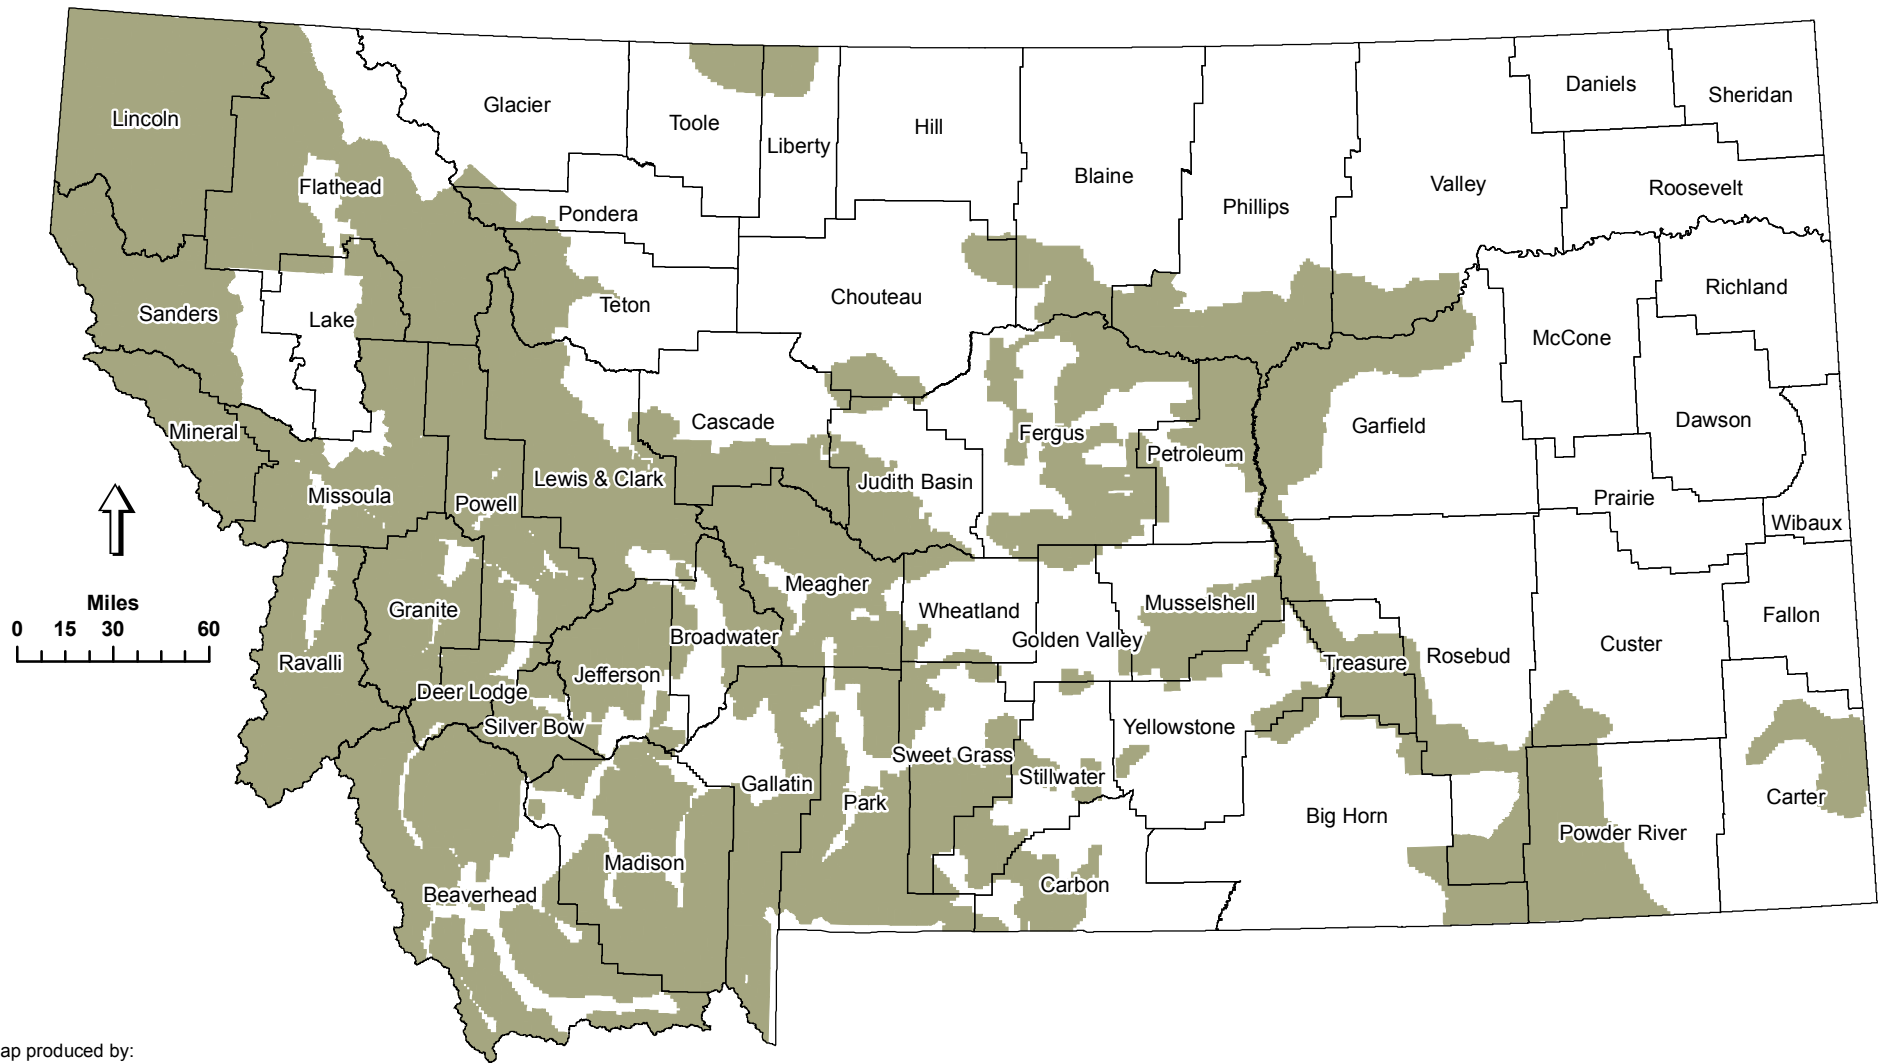 Daniels
Sheridan
Glacier
Lincoln
Toole
Hill
Liberty
Blaine
Flathead
Valley
Roosevelt
Phillips
Pondera
Richland
Sanders
Lake
Teton
Chouteau
McCone
Mineral
Cascade
Fergus
Garfield
Dawson
Petroleum
Lewis & Clark
Judith Basin
Missoula
Powell
Prairie
Wibaux
Miles
0 15 30 60
Granite
Meagher
Wheatland
Musselshell
Fallon
Broadwater
Golden Valley
Custer
Ravalli
Jefferson
Treasure
Rosebud
Deer Lodge
Silver Bow
Yellowstone
Sweet Grass
Stillwater
Gallatin
Park
Carter
Big Horn
Powder River
Madison
Beaverhead
Carbon
ap produced by: